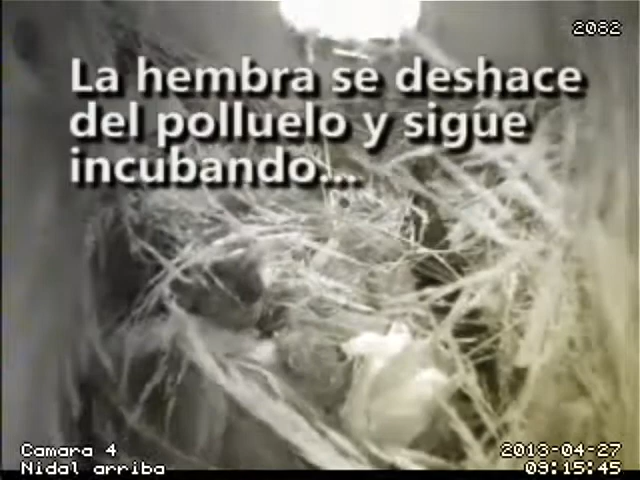 2082
La hembra se deshace
del polluelo y sigue
incubando...
Camara 4
Nidal arriba
2013-04-27
09:15:45